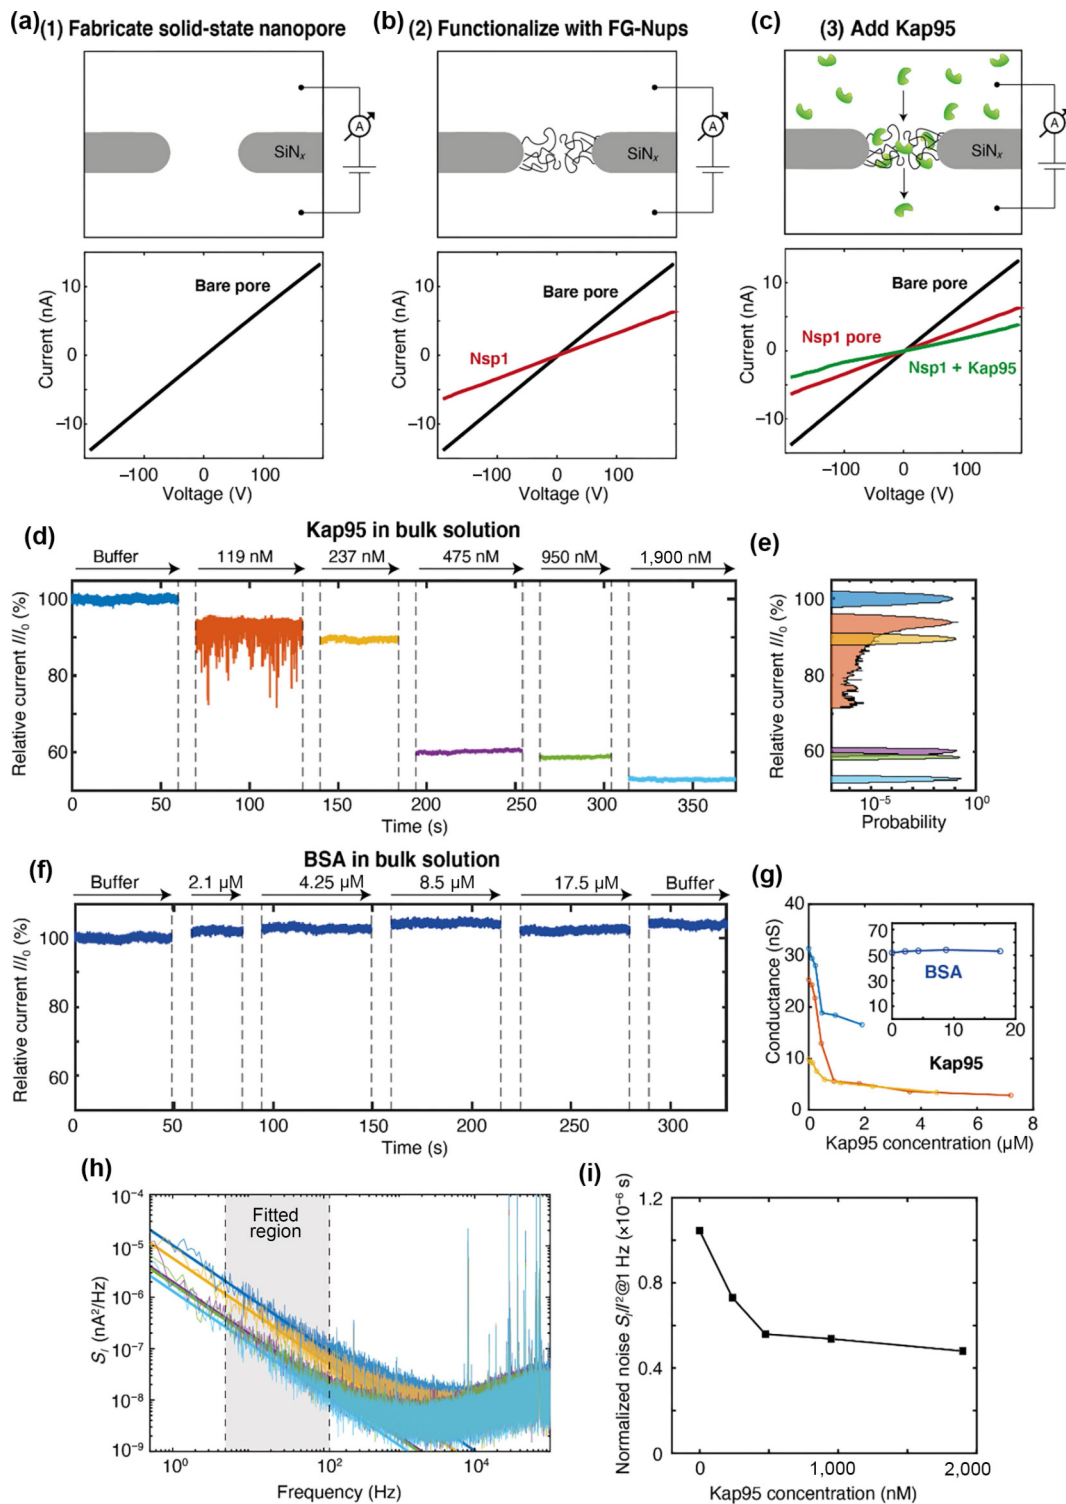 (a) (1) Fabricate solid-state nanopore
A
SiNx
Current (nA)
10
0
–10
Bare pore
–100 0 100
Voltage (V)
(b) (2) Functionalize with FG-Nups
A
SiNx
Current (nA)
10
0
–10
Bare pore
Nsp1
–100 0 100
Voltage (V)
(c) (3) Add Kap95
A
SiNx
Current (nA)
10
0
–10
Bare pore
Nsp1 pore
Nsp1 + Kap95
–100 0 100
Voltage (V)
(d) Kap95 in bulk solution
Buffer 119 nM 237 nM 475 nM 950 nM 1,900 nM
Relative current I/I0 (%)
100
80
60
0 50 100 150 200 250 300 350
Time (s)
(e)
Relative current I/I0 (%)
100
80
60
10–5 100
Probability
(f) BSA in bulk solution
Buffer 2.1 µM 4.25 µM 8.5 µM 17.5 µM Buffer
Relative current I/I0 (%)
100
80
60
0 50 100 150 200 250 300
Time (s)
(g)
Conductance (nS)
40
30
20
10
0
70
50
30
10
BSA
0 10 20
Kap95
0 2 4 6 8
Kap95 concentration (µM)
(h)
SI (nA2/Hz)
10–4
10–5
10–6
10–7
10–8
10–9
Fitted
region
100 102 104
Frequency (Hz)
(i)
Normalized noise SI/I2@1 Hz (×10–6 s)
1.2
0.8
0.4
0
0 1,000 2,000
Kap95 concentration (nM)